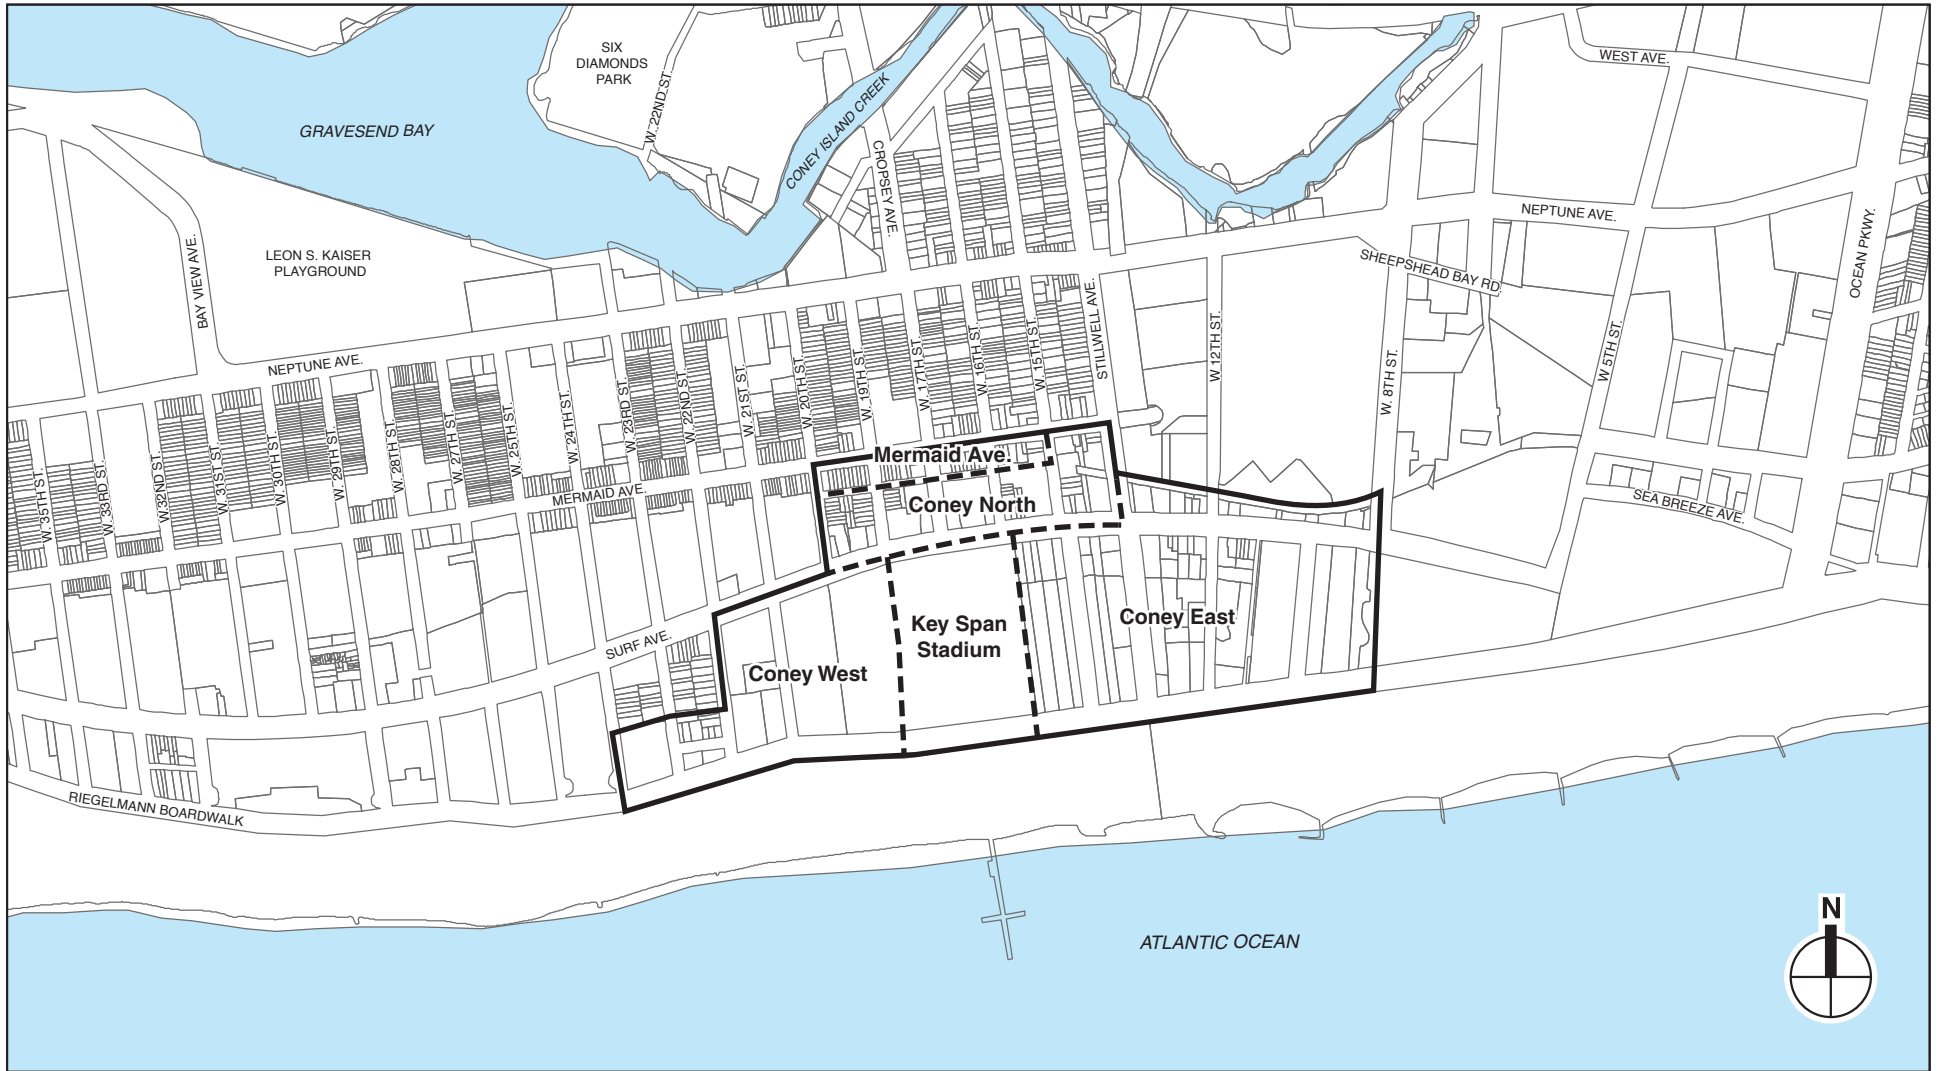 SIX
DIAMONDS
PARK
W. 22ND ST.
WEST AVE.
GRAVESEND BAY
CONEY ISLAND CREEK
CROPSEY AVE.
NEPTUNE AVE.
OCEAN PKWY.
BAY VIEW AVE.
LEON S. KAISER
PLAYGROUND
SHEEPSHEAD BAY RD.
STILLWELL AVE.
W 12TH ST.
W. 8TH ST.
W 5TH ST.
NEPTUNE AVE.
W. 35TH ST.
W. 33RD ST.
W. 32ND ST.
W. 31ST ST.
W. 30TH ST.
W. 29TH ST.
W. 28TH ST.
W. 27TH ST.
W. 25TH ST.
W. 24TH ST.
W. 23RD ST.
W. 22ND ST.
W. 21ST ST.
W. 20TH ST.
W. 19TH ST.
W. 17TH ST.
W. 16TH ST.
W. 15TH ST.
Mermaid Ave.
MERMAID AVE.
Coney North
SEA BREEZE AVE.
Key Span
Stadium
Coney East
SURF AVE.
Coney West
RIEGELMANN BOARDWALK
ATLANTIC OCEAN
N